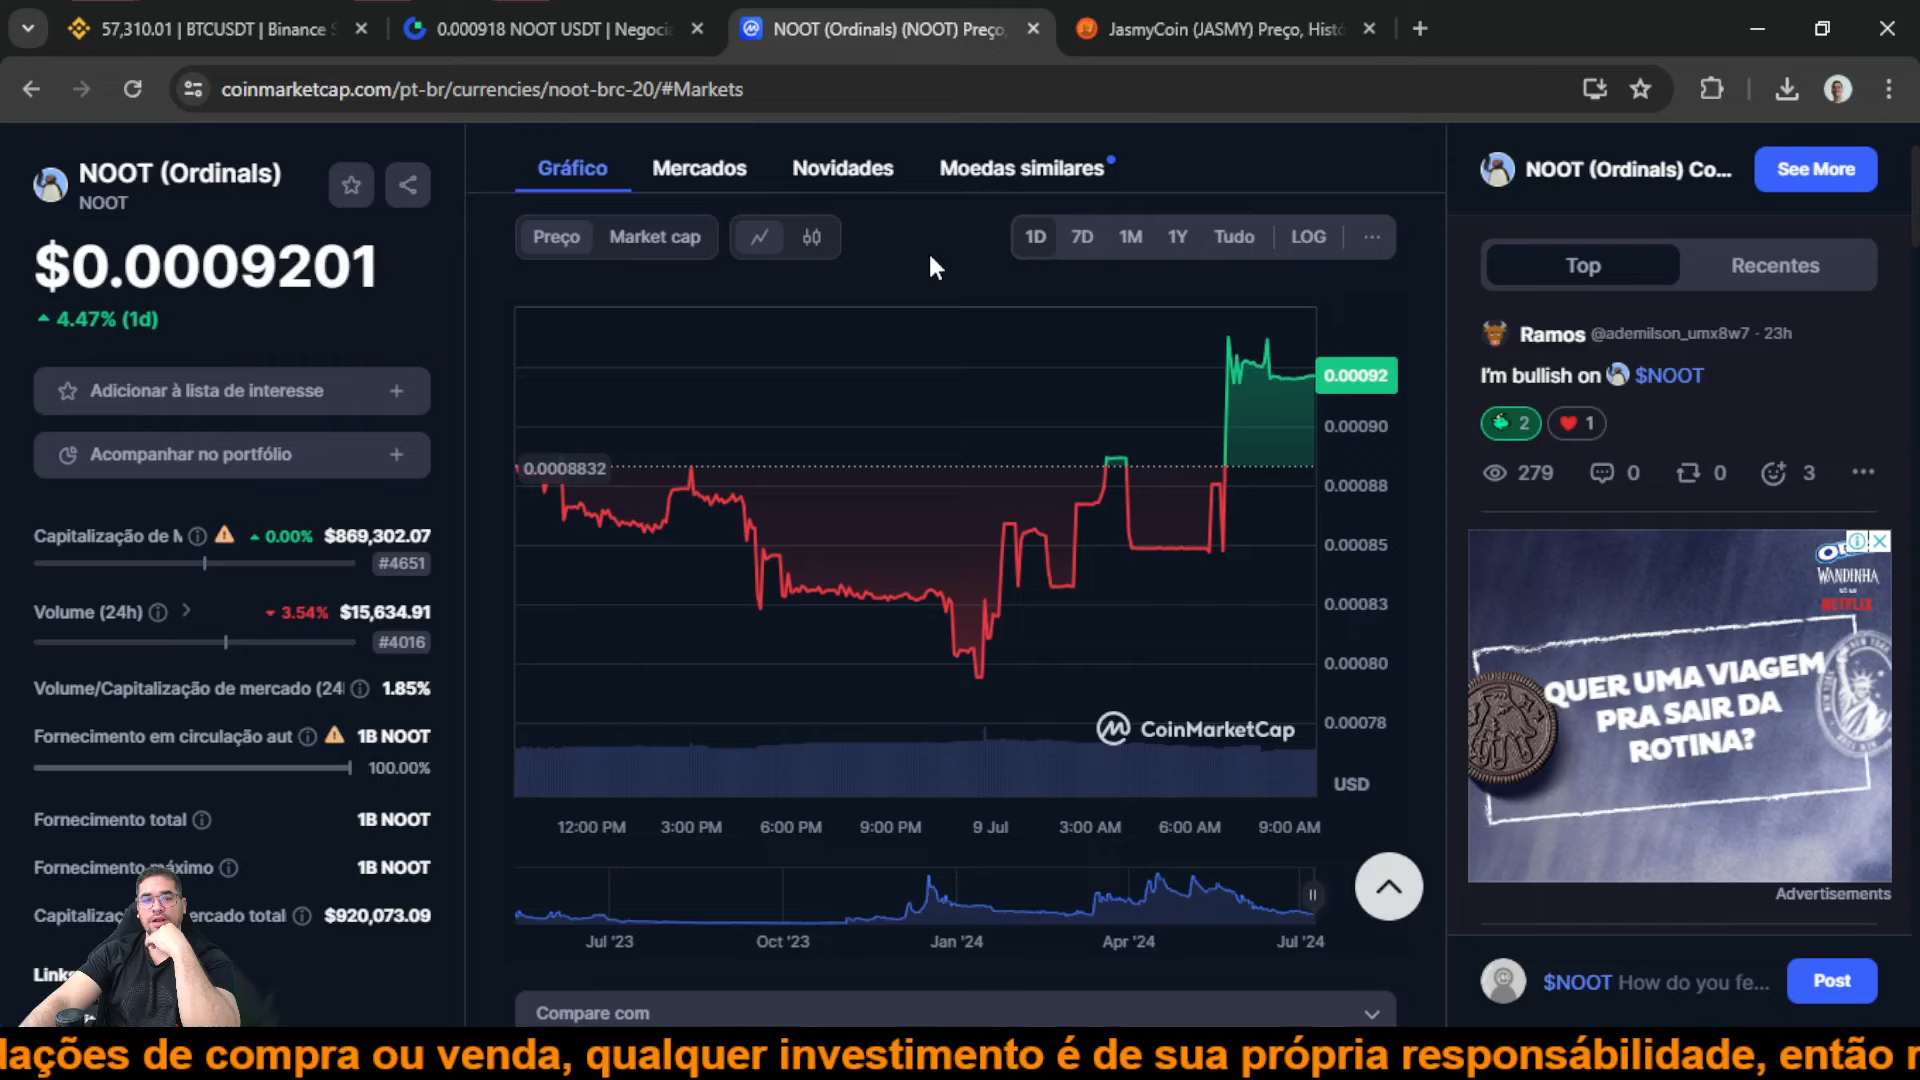 57,310.01 | BTCUSDT | Binance S
0.000918 NOOT USDT | Negocia
NOOT (Ordinals) (NOOT) Preço,
JasmyCoin (JASMY) Preço, Histó
coinmarketcap.com/pt-br/currencies/noot-brc-20/#Markets
NOOT (Ordinals)
NOOT
$0.0009201
4.47% (1d)
Adicionar à lista de interesse
Acompanhar no portfólio
Capitalização de M 0.00% $869,302.07
#4651
Volume (24h) 3.54% $15,634.91
#4016
Volume/Capitalização de mercado (24 1.85%
Fornecimento em circulação aut 1B NOOT
100.00%
Fornecimento total 1B NOOT
Fornecimento máximo 1B NOOT
Capitalizaç ercado total $920,073.09
Links
Gráfico Mercados Novidades Moedas similares
Preço Market cap
1D 7D 1M 1Y Tudo LOG ...
0.0008832
0.00092
0.00090
0.00088
0.00085
0.00083
0.00080
0.00078
CoinMarketCap
USD
12:00 PM 3:00 PM 6:00 PM 9:00 PM 9 Jul 3:00 AM 6:00 AM 9:00 AM
Jul '23 Oct '23 Jan '24 Apr '24 Jul '24
Compare com
NOOT (Ordinals) Co...
See More
Top Recentes
Ramos @ademilson_umx8w7 · 23h
I'm bullish on $NOOT
2 1
279 0 0 3
WANDINHA
NETFLIX
QUER UMA VIAGEM
PRA SAIR DA
ROTINA?
Advertisements
$NOOT How do you fe...
Post
dações de compra ou venda, qualquer investimento é de sua própria responsábilidade, então